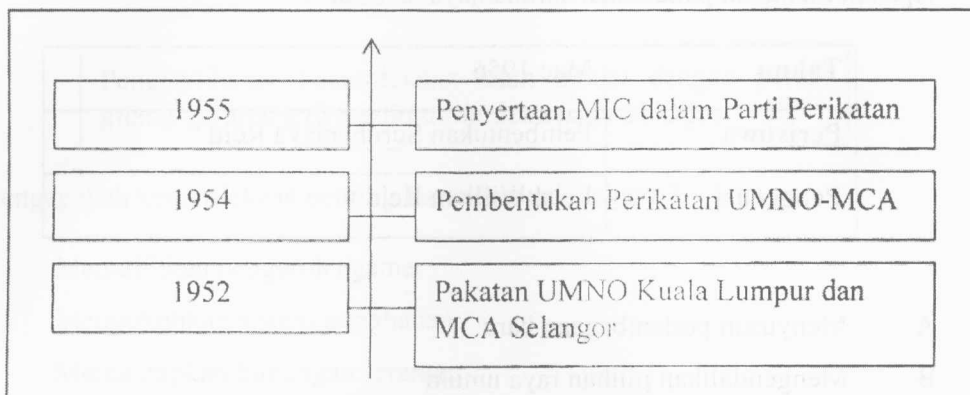 1955 Penyertaan MIC dalam Parti Perikatan
1954 Pembentukan Perikatan UMNO-MCA
1952 Pakatan UMNO Kuala Lumpur dan
MCA Selangor